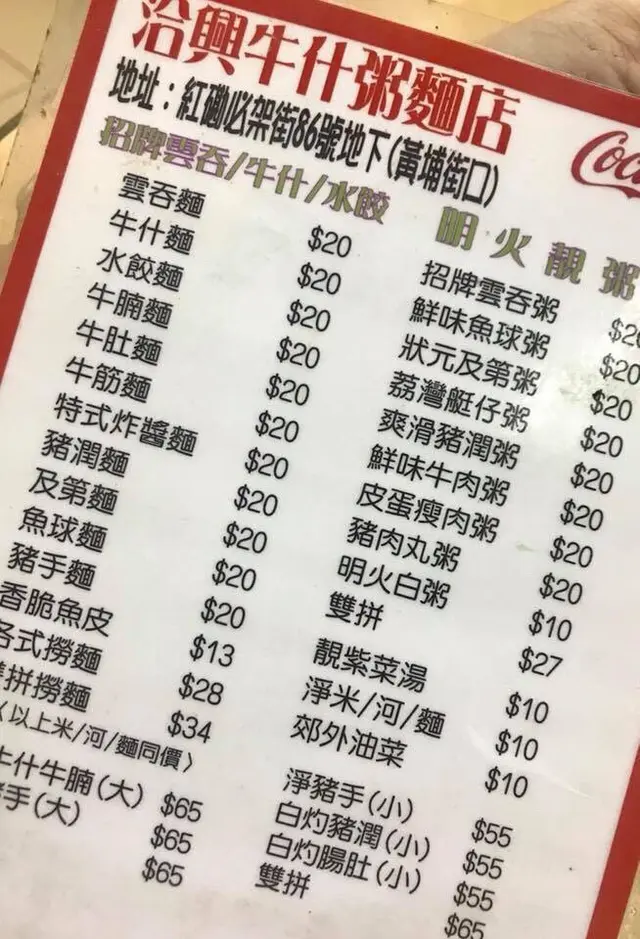 洽興牛什粥麵店
地址：紅磡必架街86號地下(黃埔街口)
Coca
招牌雲吞/牛什/水餃
雲吞麵 $20
牛什麵 $20
水餃麵 $20
牛腩麵 $20
牛肚麵 $20
牛筋麵 $20
特式炸醬麵 $20
豬潤麵 $20
及第麵 $20
魚球麵 $20
豬手麵 $20
香脆魚皮 $13
各式撈麵 $28
拼撈麵 $34
〈以上米/河/麵同價〉
牛什牛腩(大) $65
手(大) $65
$65
明火靚粥
招牌雲吞粥 $20
鮮味魚球粥 $20
狀元及第粥 $20
荔灣艇仔粥 $20
爽滑豬潤粥 $20
鮮味牛肉粥 $20
皮蛋瘦肉粥 $20
豬肉丸粥 $20
明火白粥 $10
雙拼 $27
靚紫菜湯 $10
淨米/河/麵 $10
郊外油菜 $10
淨豬手(小) $55
白灼豬潤(小) $55
白灼腸肚(小) $55
雙拼 $65